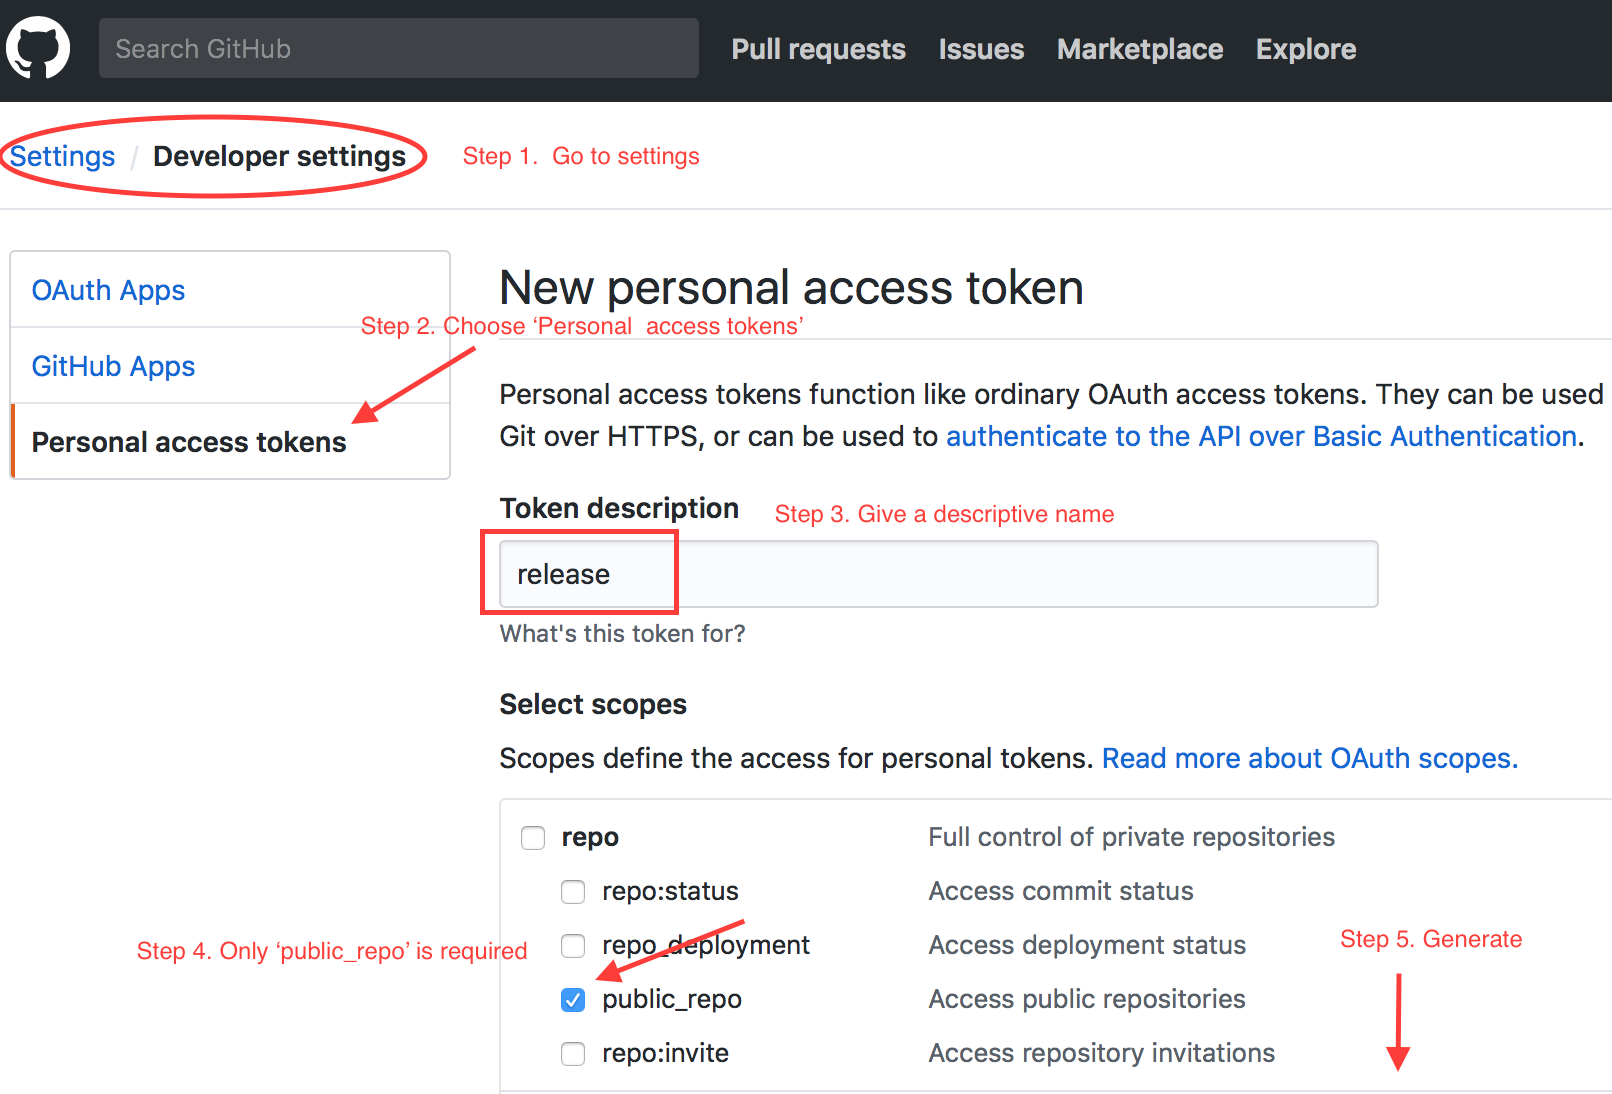 Search GitHub Pull requests Issues Marketplace Explore
Settings / Developer settings Step 1. Go to settings
OAuth Apps
GitHub Apps
Personal access tokens
New personal access token
Step 2. Choose ‘Personal access tokens’
Personal access tokens function like ordinary OAuth access tokens. They can be used
Git over HTTPS, or can be used to authenticate to the API over Basic Authentication.
Token description Step 3. Give a descriptive name
release
What's this token for?
Select scopes
Scopes define the access for personal tokens. Read more about OAuth scopes.
repo Full control of private repositories
repo:status Access commit status
repo_deployment Access deployment status
Step 4. Only ‘public_repo’ is required
Step 5. Generate
public_repo Access public repositories
repo:invite Access repository invitations